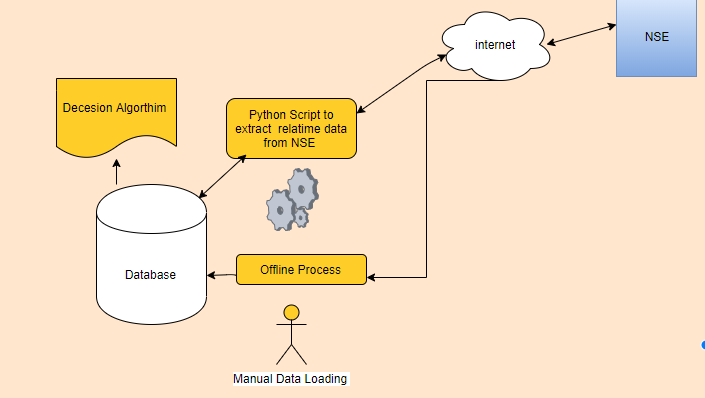 NSE
internet
Decesion Algorthim
Python Script to
extract  relatime data
from NSE
Database
Offline Process
Manual Data Loading